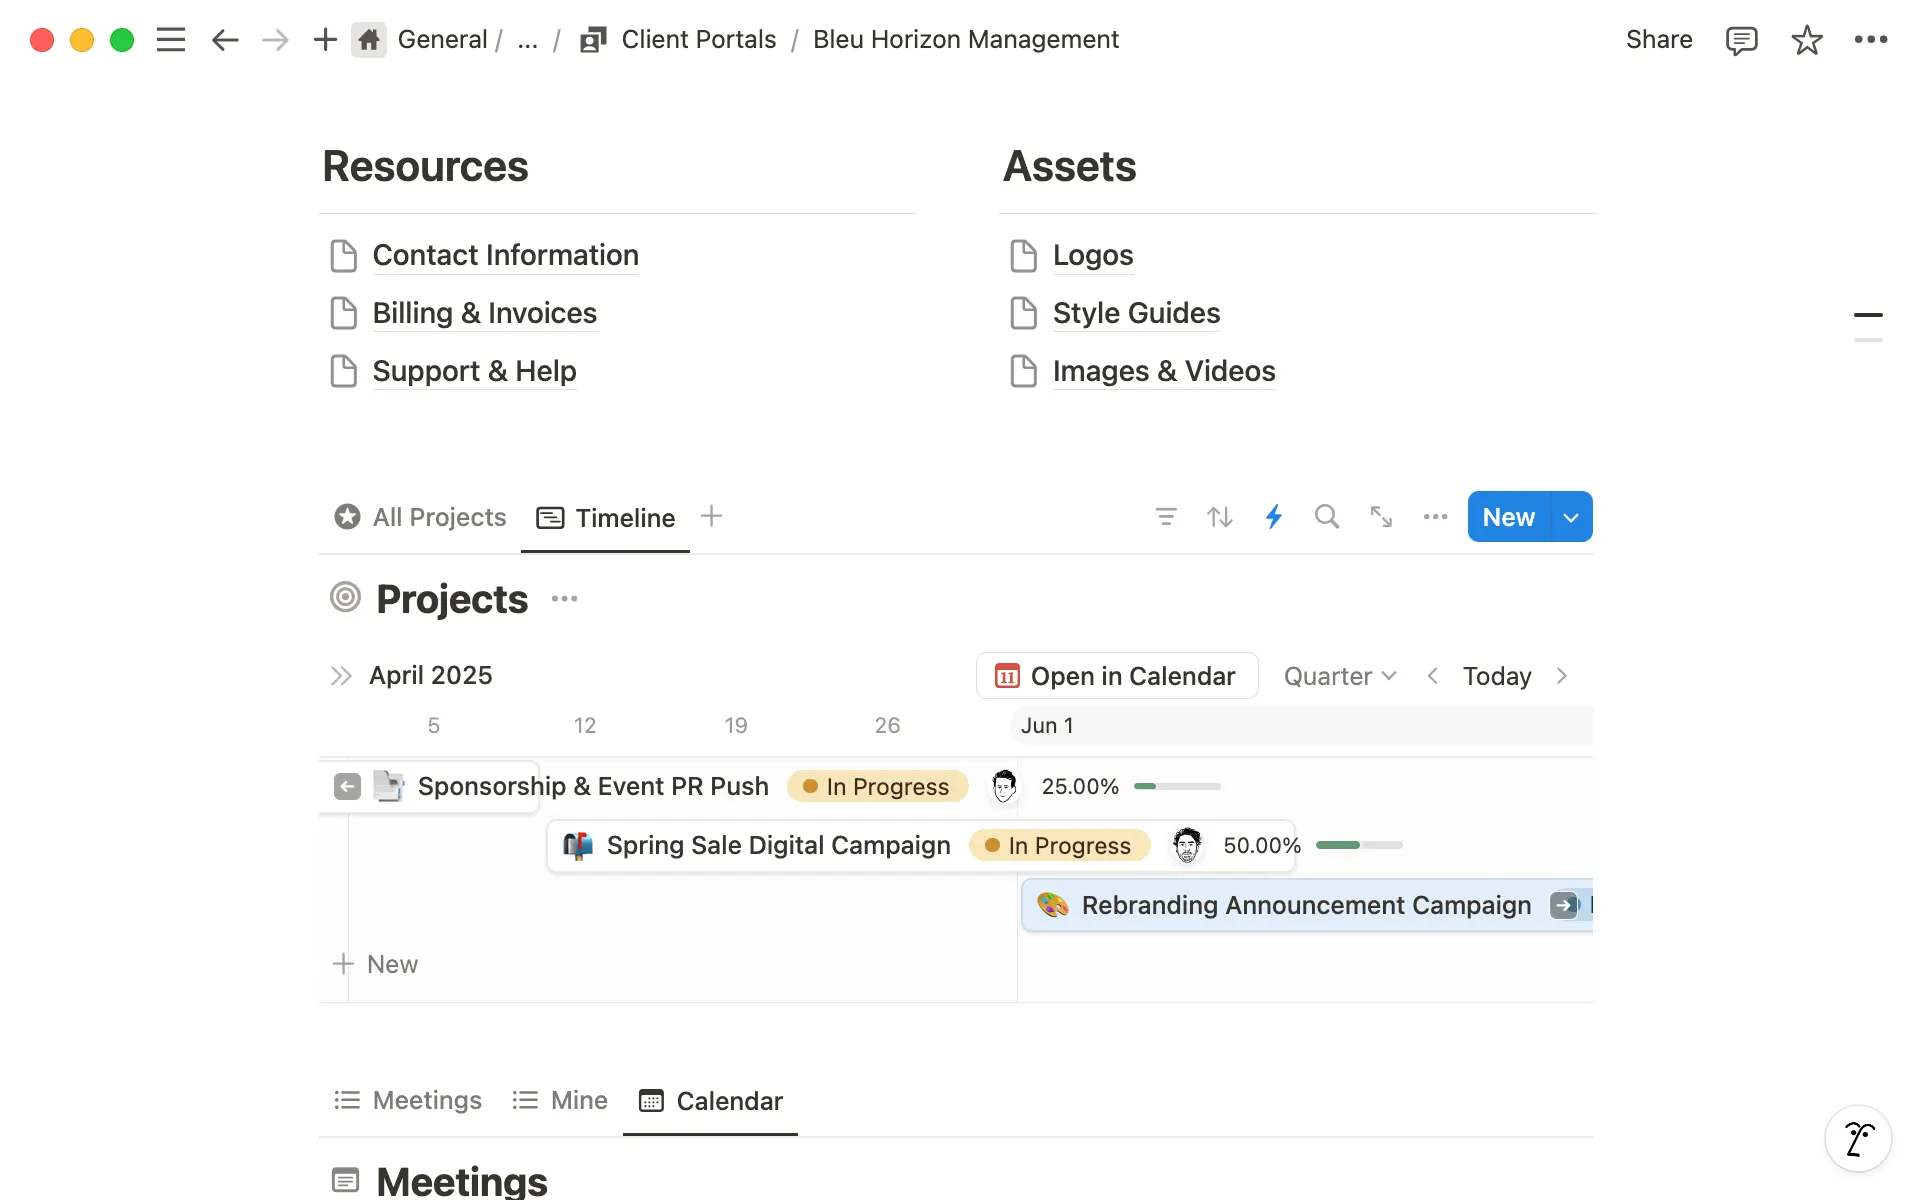 General / ... / Client Portals / Bleu Horizon Management
Share
Resources
Assets
Contact Information
Logos
Billing & Invoices
Style Guides
Support & Help
Images & Videos
All Projects
Timeline
New
Projects
April 2025
11
Open in Calendar
Quarter
Today
5
12
19
26
Jun 1
Sponsorship & Event PR Push
In Progress
25.00%
Spring Sale Digital Campaign
In Progress
50.00%
Rebranding Announcement Campaign
New
Meetings
Mine
Calendar
Meetings